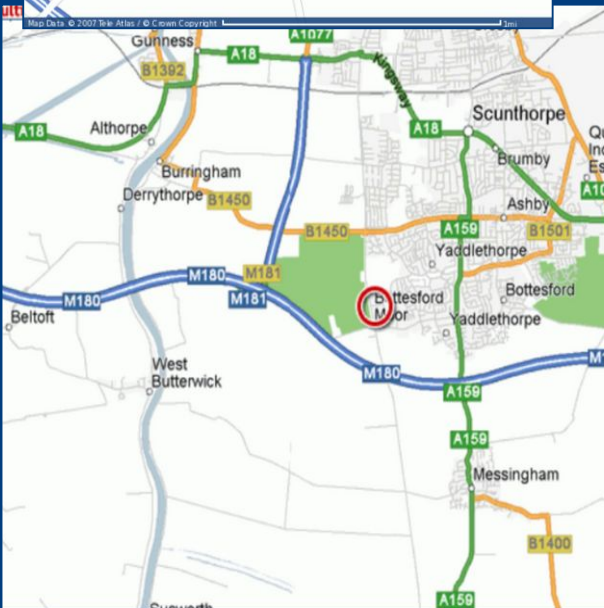 Map Data © 2007 Tele Atlas / © Crown Copyright
1mi
Gunness
A1077
A18
B1392
Kingsway
Scunthorpe
A18
Althorpe
A18
Brumby
Burringham
Derrythorpe
B1450
Ashby
B1450
A159
B1501
Yaddlethorpe
M180
M181
M180
M181
Bottesford
Moor
Bottesford
Beltoft
Yaddlethorpe
West
Butterwick
M180
A159
A159
Messingham
B1400
A159